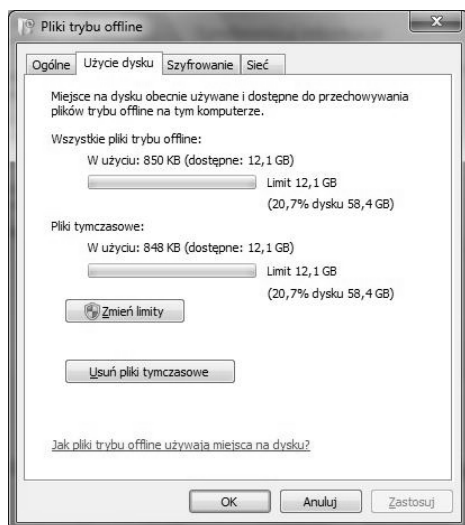 Pliki trybu offline
Ogólne Użycie dysku Szyfrowanie Sieć
Miejsce na dysku obecnie używane i dostępne do przechowywania
plików trybu offline na tym komputerze.
Wszystkie pliki trybu offline:
W użyciu: 850 KB (dostępne: 12,1 GB)
Limit 12,1 GB
(20,7% dysku 58,4 GB)
Pliki tymczasowe:
W użyciu: 848 KB (dostępne: 12,1 GB)
Limit 12,1 GB
(20,7% dysku 58,4 GB)
Zmień limity
Usuń pliki tymczasowe
Jak pliki trybu offline używają miejsca na dysku?
OK Anuluj Zastosuj